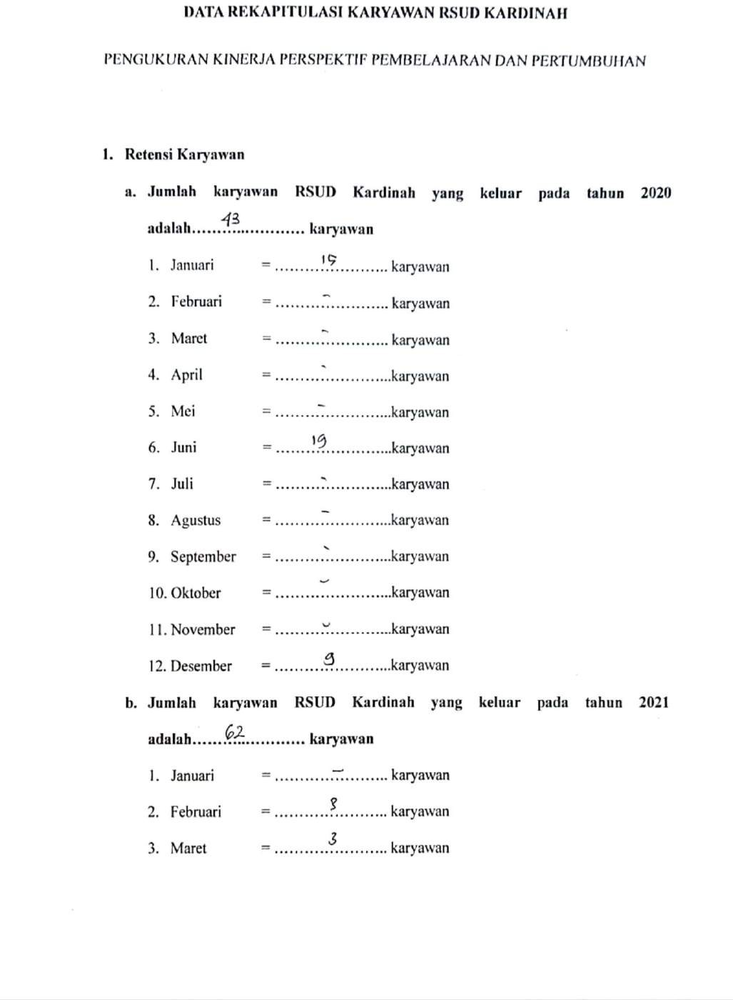 DATA REKAPITULASI KARYAWAN RSUD KARDINAH
PENGUKURAN KINERJA PERSPEKTIF PEMBELAJARAN DAN PERTUMBUHAN
1. Retensi Karyawan
a. Jumlah karyawan RSUD Kardinah yang keluar pada tahun 2020
adalah.....43..... karyawan
1. Januari = .....15..... karyawan
2. Februari = .....-..... karyawan
3. Maret = .....-..... karyawan
4. April = .....-.....karyawan
5. Mei = .....-.....karyawan
6. Juni = .....19.....karyawan
7. Juli = .....-.....karyawan
8. Agustus = .....-.....karyawan
9. September = .....-.....karyawan
10. Oktober = .....-.....karyawan
11. November = .....-.....karyawan
12. Desember = .....9.....karyawan
b. Jumlah karyawan RSUD Kardinah yang keluar pada tahun 2021
adalah.....62..... karyawan
1. Januari = .....-..... karyawan
2. Februari = .....8..... karyawan
3. Maret = .....3..... karyawan